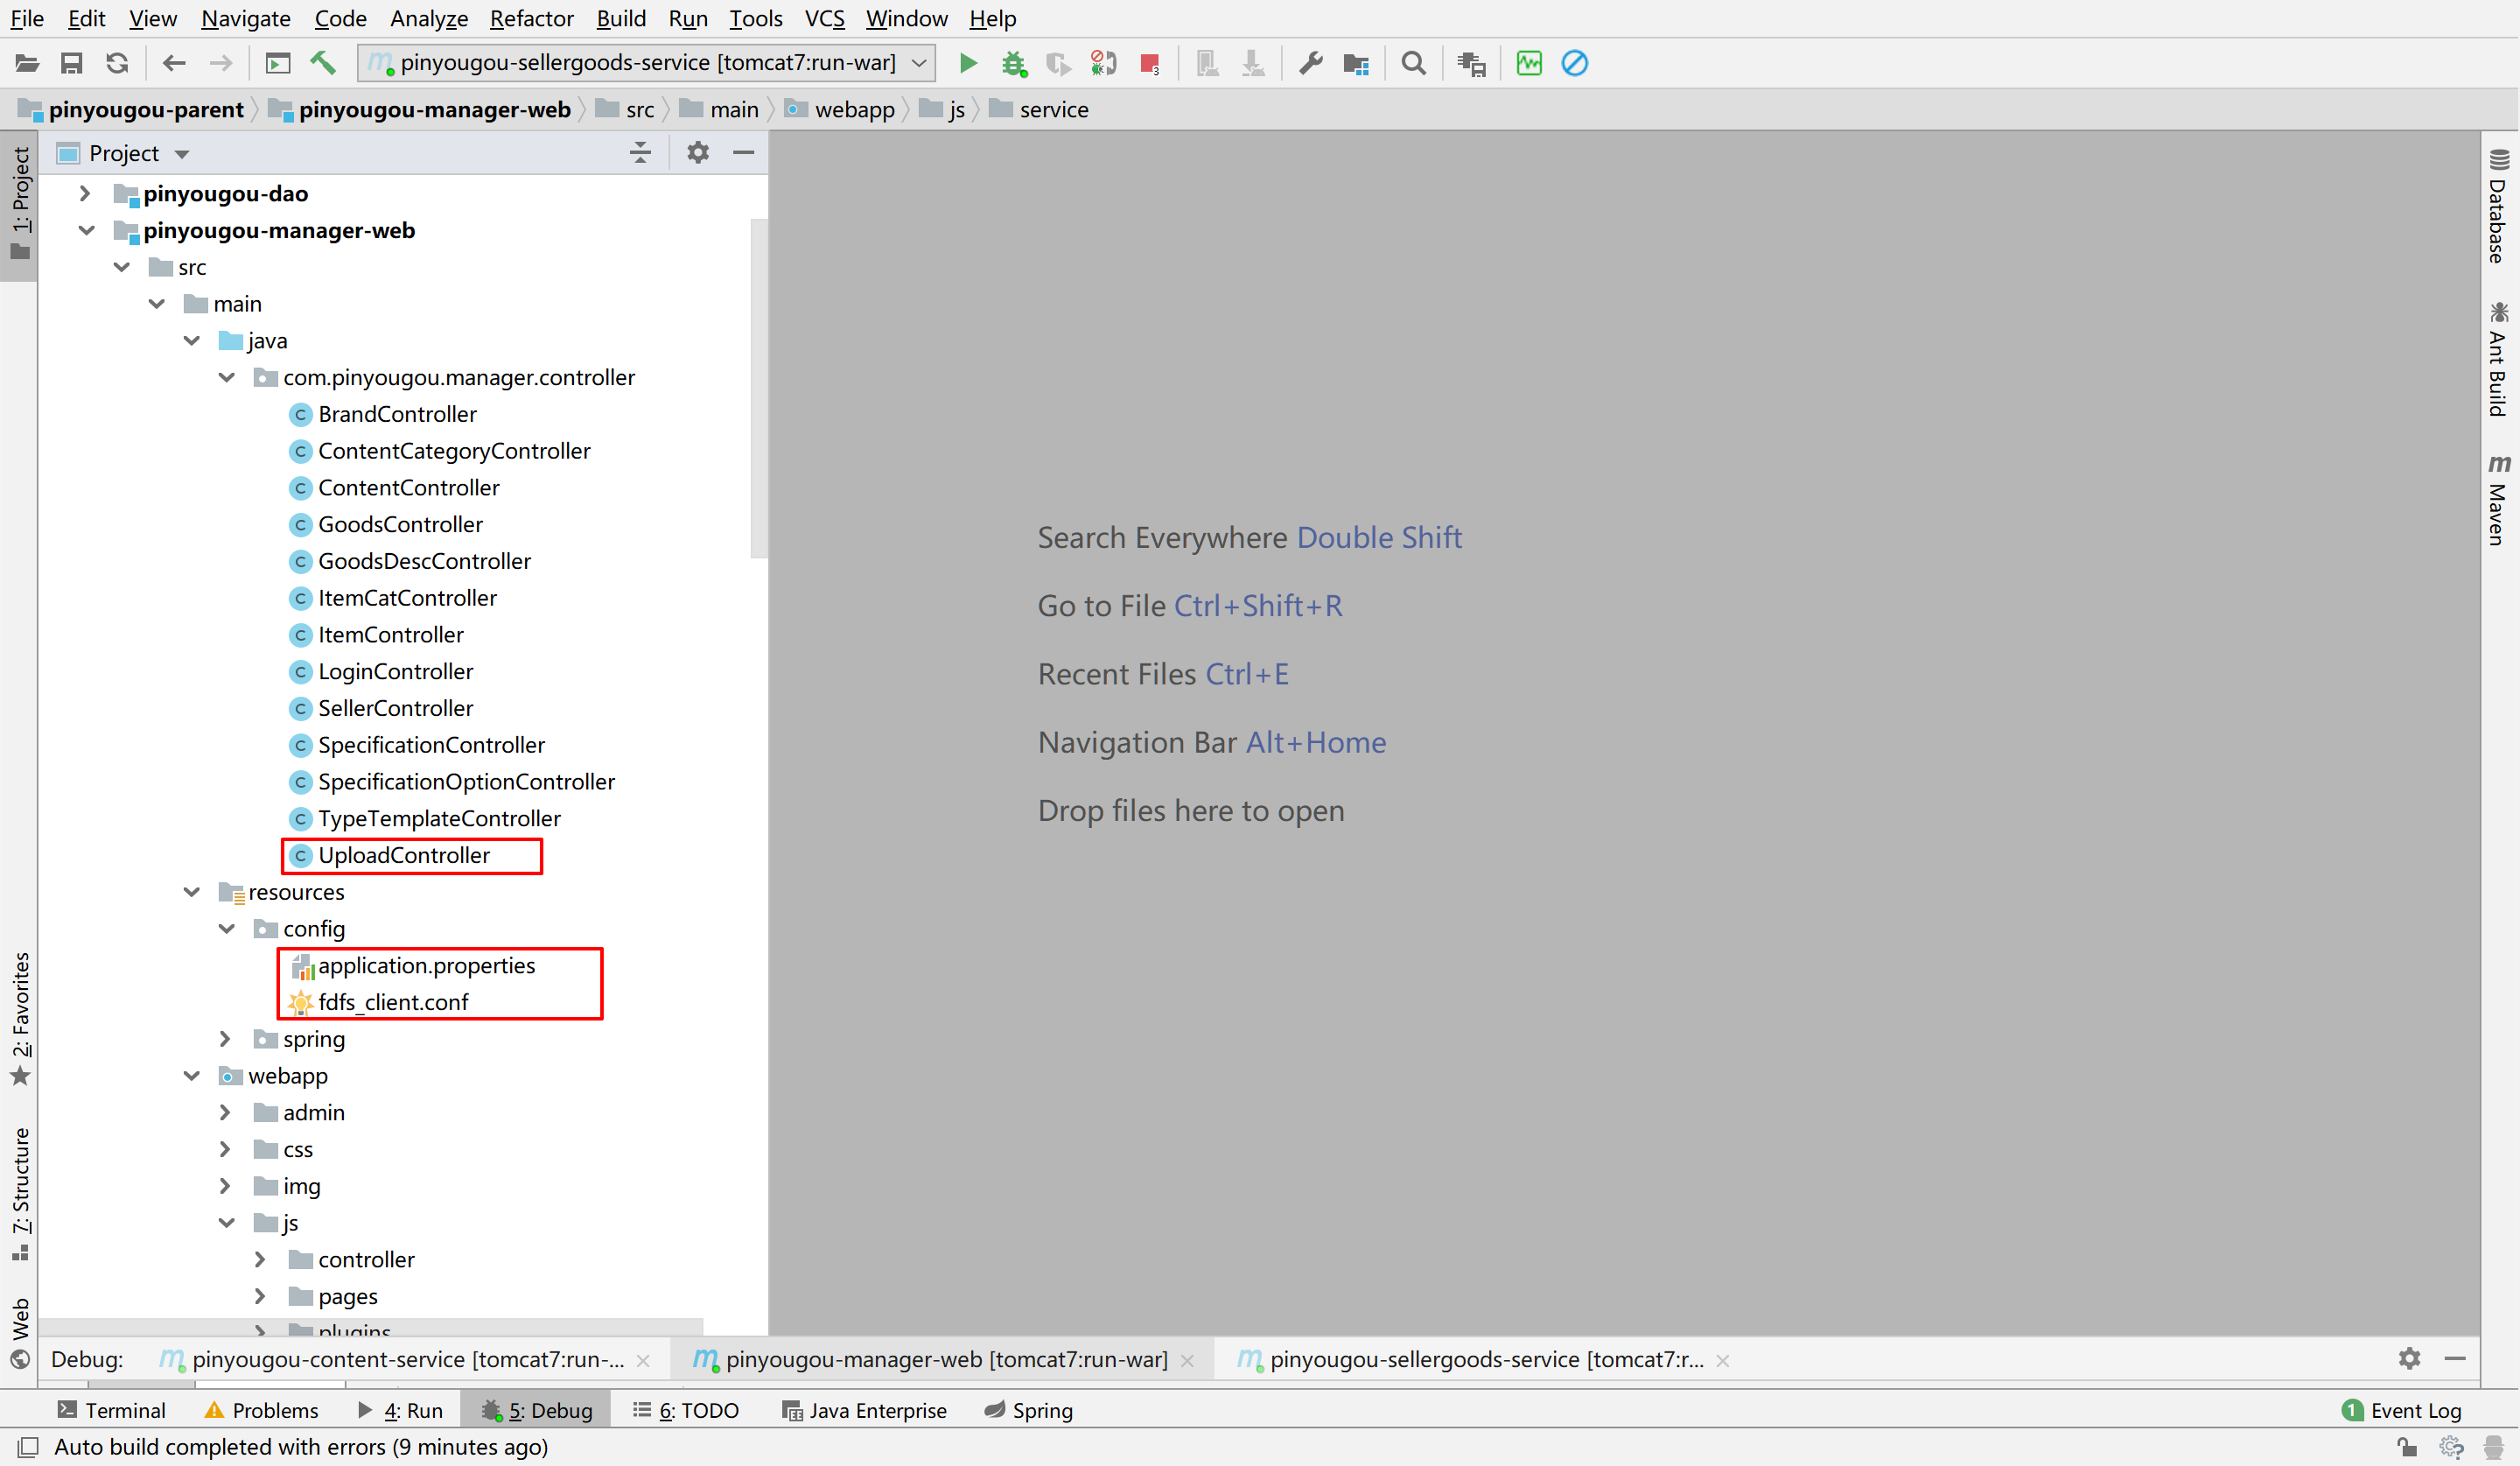 File Edit View Navigate Code Analyze Refactor Build Run Tools VCS Window Help
pinyougou-sellergoods-service [tomcat7:run-war]
3
pinyougou-parent pinyougou-manager-web src main webapp js service
1: Project
Project
pinyougou-dao
pinyougou-manager-web
src
main
java
com.pinyougou.manager.controller
BrandController
ContentCategoryController
ContentController
GoodsController
GoodsDescController
ItemCatController
ItemController
LoginController
SellerController
SpecificationController
SpecificationOptionController
TypeTemplateController
UploadController
resources
config
application.properties
fdfs_client.conf
spring
webapp
admin
css
img
js
controller
pages
plugins
2: Favorites
7: Structure
Web
Search Everywhere Double Shift
Go to File Ctrl+Shift+R
Recent Files Ctrl+E
Navigation Bar Alt+Home
Drop files here to open
Database
Ant Build
Maven
Debug: pinyougou-content-service [tomcat7:run-... pinyougou-manager-web [tomcat7:run-war] pinyougou-sellergoods-service [tomcat7:r...
Terminal Problems 4: Run 5: Debug 6: TODO Java Enterprise Spring 1 Event Log
Auto build completed with errors (9 minutes ago)